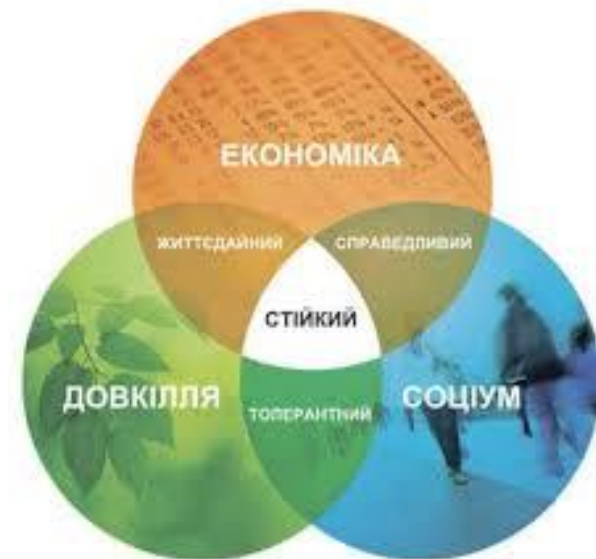 ЕКОНОМІКА
ЖИТТЄДАЙНИЙ
СПРАВЕДЛИВИЙ
СТІЙКИЙ
ДОВКІЛЛЯ
ТОЛЕРАНТНИЙ
СОЦІУМ